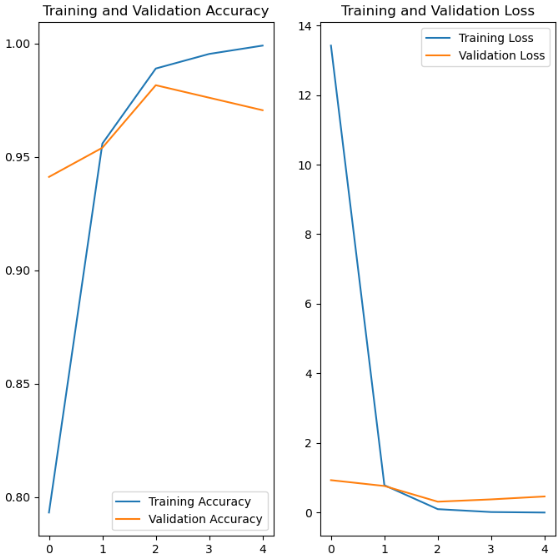 Training and Validation Accuracy
1.00
0.95
0.90
0.85
0.80
Training Accuracy
Validation Accuracy
0 1 2 3 4
Training and Validation Loss
14
12
10
8
6
4
2
0
Training Loss
Validation Loss
0 1 2 3 4